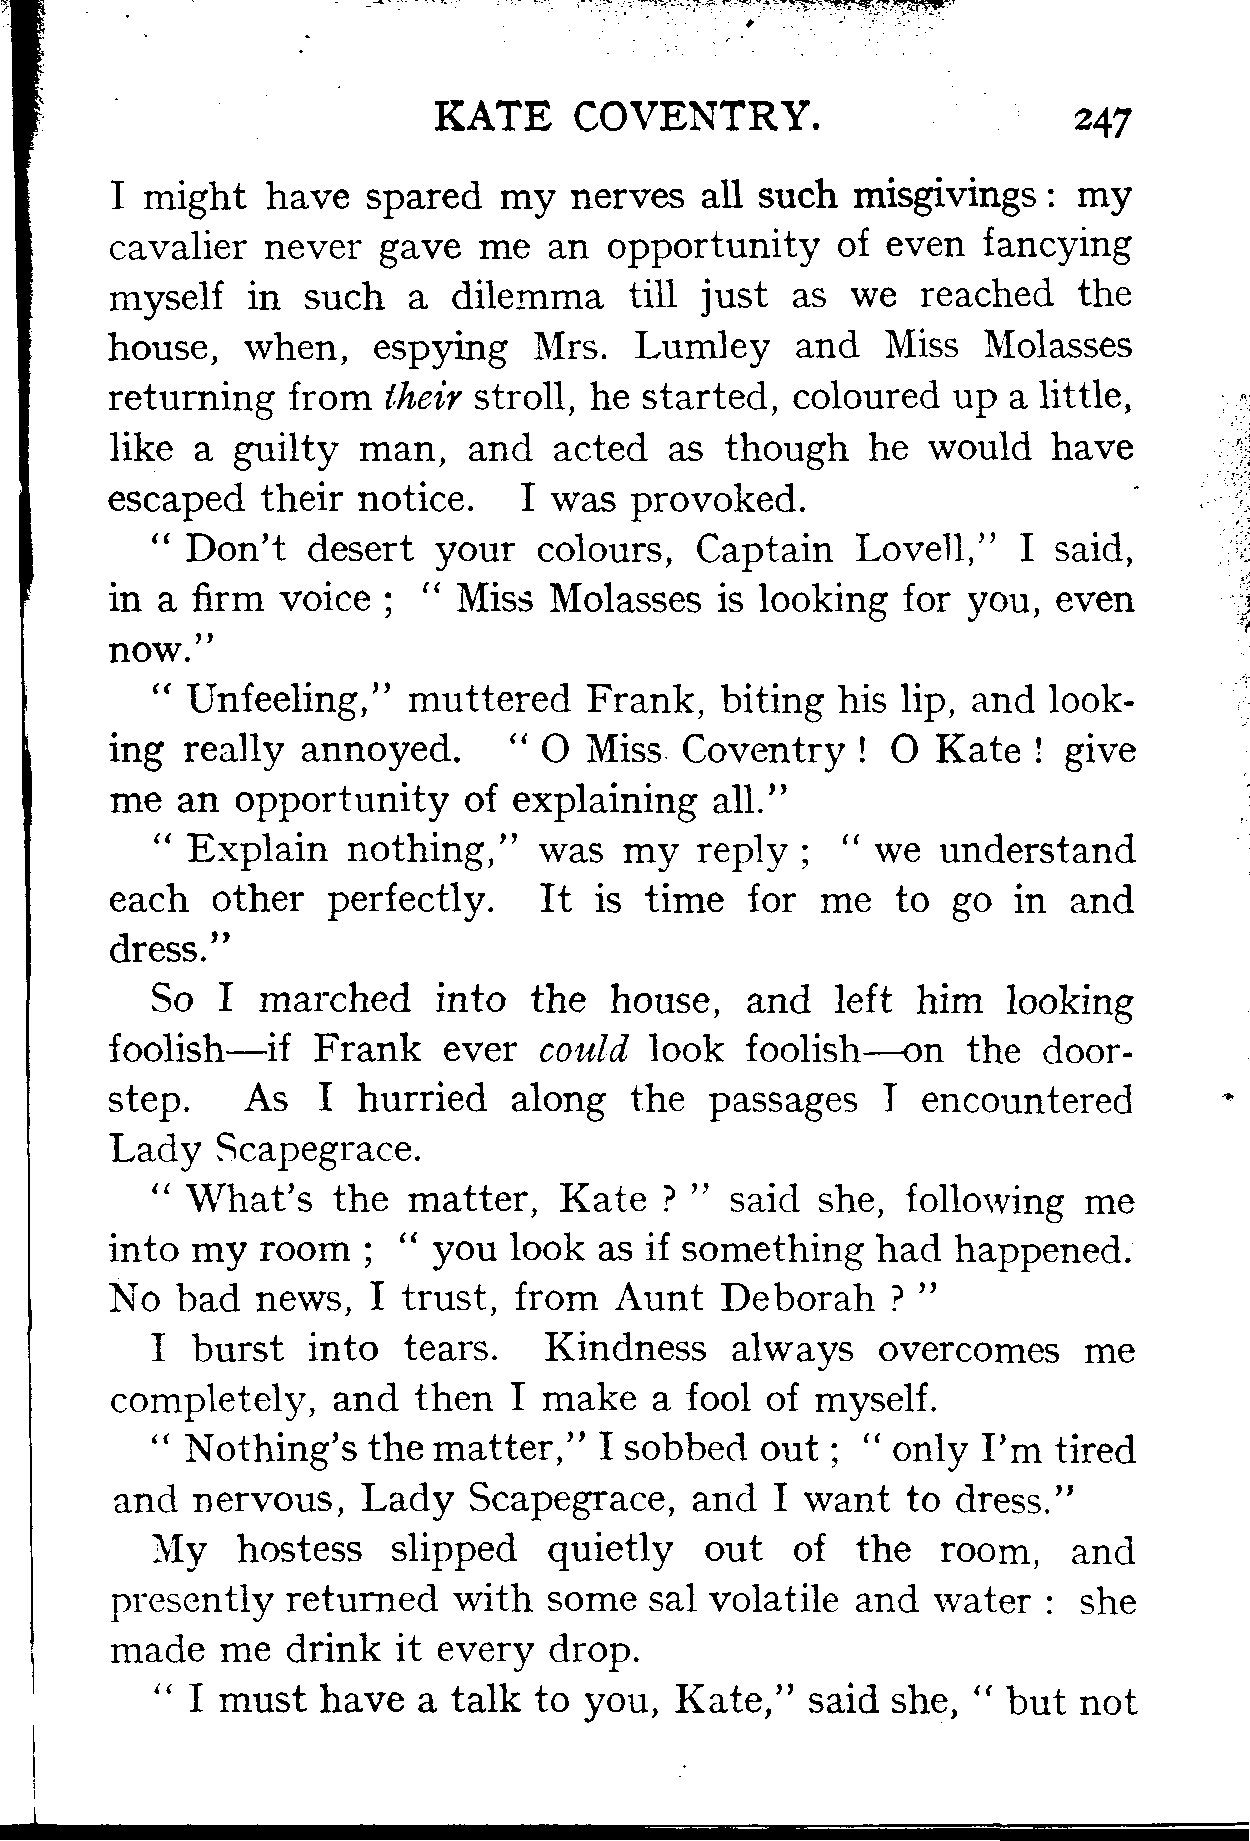 KATE COVENTRY. 247
I might have spared my nerves all such misgivings : my
cavalier never gave me an opportunity of even fancying
myself in such a dilemma till just as we reached the
house, when, espying Mrs. Lumley and Miss Molasses
returning from their stroll, he started, coloured up a little,
like a guilty man, and acted as though he would have
escaped their notice. I was provoked.
“ Don’t desert your colours, Captain Lovell,” I said,
in a firm voice ; “ Miss Molasses is looking for you, even
now.”
“ Unfeeling,” muttered Frank, biting his lip, and look-
ing really annoyed. “ O Miss Coventry ! O Kate ! give
me an opportunity of explaining all.”
“ Explain nothing,” was my reply ; “ we understand
each other perfectly. It is time for me to go in and
dress.”
So I marched into the house, and left him looking
foolish—if Frank ever could look foolish—on the door-
step. As I hurried along the passages I encountered
Lady Scapegrace.
“ What’s the matter, Kate ? ” said she, following me
into my room ; “ you look as if something had happened.
No bad news, I trust, from Aunt Deborah ? ”
I burst into tears. Kindness always overcomes me
completely, and then I make a fool of myself.
“ Nothing’s the matter,” I sobbed out ; “ only I’m tired
and nervous, Lady Scapegrace, and I want to dress.”
My hostess slipped quietly out of the room, and
presently returned with some sal volatile and water : she
made me drink it every drop.
“ I must have a talk to you, Kate,” said she, “ but not